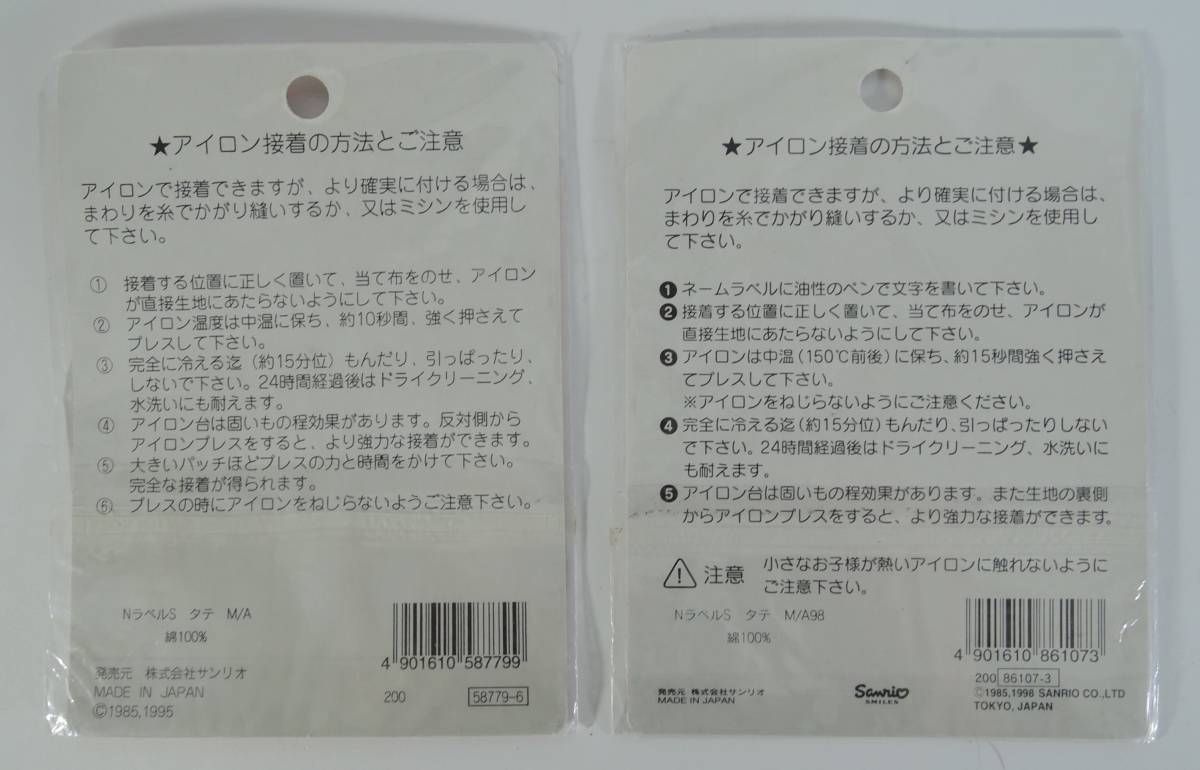 ★アイロン接着の方法とご注意
アイロンで接着できますが、より確実に付ける場合は、
まわりを糸でかがり縫いするか、又はミシンを使用し
て下さい。
① 接着する位置に正しく置いて、当て布をのせ、アイロン
が直接生地にあたらないようにして下さい。
② アイロン温度は中温に保ち、約10秒間、強く押さえて
プレスして下さい。
③ 完全に冷える迄（約15分位）もんだり、引っぱったり、
しないで下さい。24時間経過後はドライクリーニング、
水洗いにも耐えます。
④ アイロン台は固いもの程効果があります。反対側から
アイロンプレスをすると、より強力な接着ができます。
⑤ 大きいパッチほどプレスの力と時間をかけて下さい。
完全な接着が得られます。
⑥ プレスの時にアイロンをねじらないようご注意下さい。
NラベルS タテ M/A
綿100%
4 901610 587799
発売元 株式会社サンリオ
MADE IN JAPAN
©1985,1995
200
58779-6
★アイロン接着の方法とご注意★
アイロンで接着できますが、より確実に付ける場合は、
まわりを糸でかがり縫いするか、又はミシンを使用し
て下さい。
❶ ネームラベルに油性のペンで文字を書いて下さい。
❷ 接着する位置に正しく置いて、当て布をのせ、アイロンが
直接生地にあたらないようにして下さい。
❸ アイロンは中温（150℃前後）に保ち、約15秒間強く押さえ
てプレスして下さい。
※アイロンをねじらないようにご注意ください。
❹ 完全に冷える迄（約15分位）もんだり、引っぱったりしない
で下さい。24時間経過後はドライクリーニング、水洗いに
も耐えます。
❺ アイロン台は固いもの程効果があります。また生地の裏側
からアイロンプレスをすると、より強力な接着ができます。
注意 小さなお子様が熱いアイロンに触れないように
ご注意下さい。
NラベルS タテ M/A98
綿100%
4 901610 861073
200 86107-3
発売元 株式会社サンリオ
MADE IN JAPAN
Sanrio
SMILES
©1985,1998 SANRIO CO.,LTD
TOKYO, JAPAN